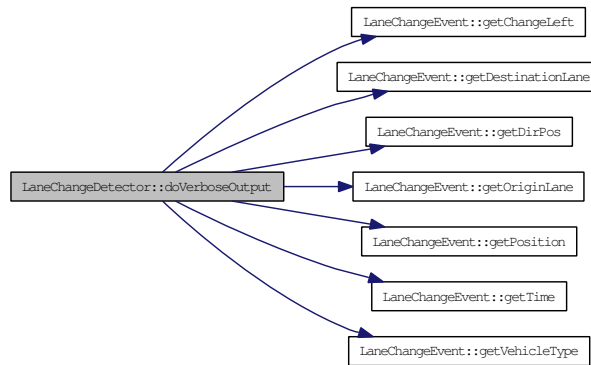 LaneChangeEvent::getChangeLeft
LaneChangeEvent::getDestinationLane
LaneChangeEvent::getDirPos
LaneChangeDetector::doVerboseOutput
LaneChangeEvent::getOriginLane
LaneChangeEvent::getPosition
LaneChangeEvent::getTime
LaneChangeEvent::getVehicleType